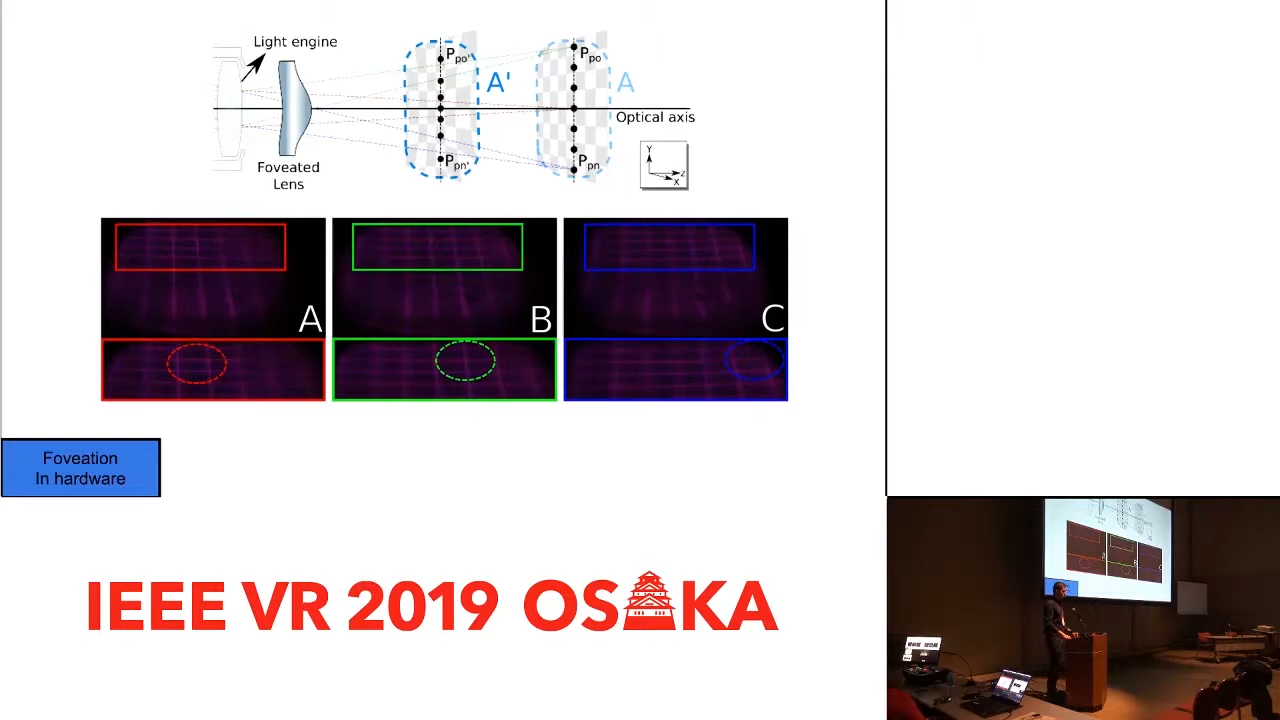 Light engine
Foveated
Lens
Ppo'
A'
Ppn'
Ppo
A
Optical axis
Ppn
Y
Z
X
A
B
C
Foveation
In hardware
IEEE VR 2019 OSAKA